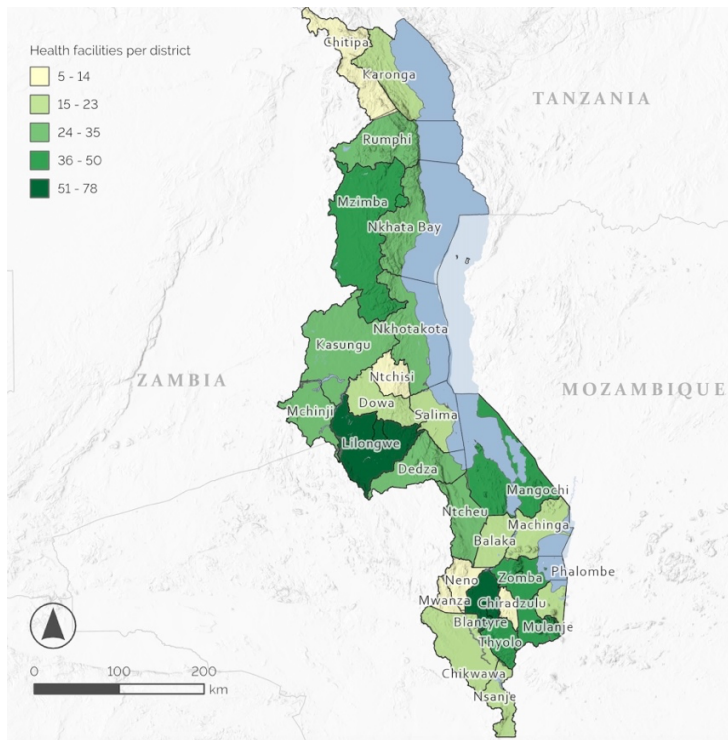 Health facilities per district
5 - 14
15 - 23
24 - 35
36 - 50
51 - 78
Chitipa
Karonga
TANZANIA
Rumphi
Mzimba
Nkhata Bay
Nkhotakota
Kasungu
ZAMBIA
Ntchisi
MOZAMBIQUE
Dowa
Mchinji
Salima
Lilongwe
Dedza
Mangochi
Ntcheu
Machinga
Balaka
Phalombe
Neno
Zomba
Mwanza
Chiradzulu
Blantyre
Mulanje
Thyolo
Chikwawa
Nsanje
0 100 200
km